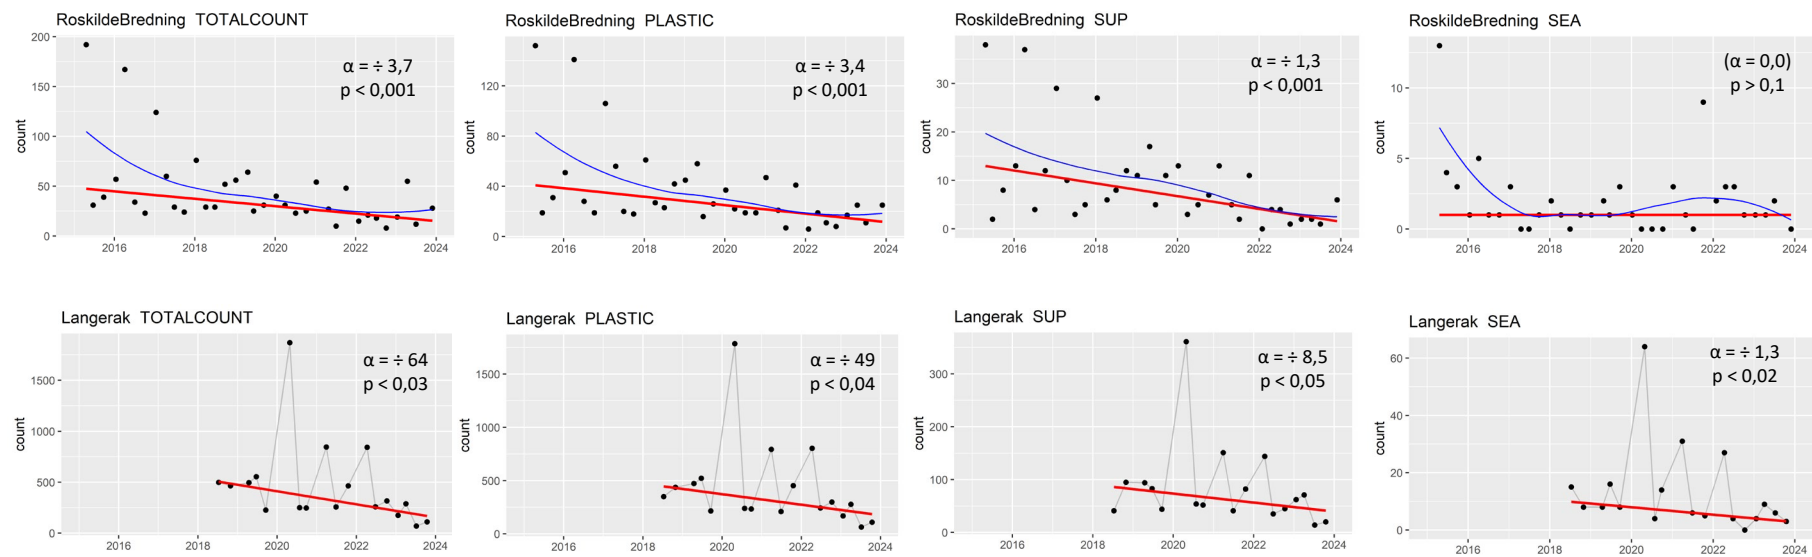 RoskildeBredning TOTALCOUNT
α = ÷ 3,7
p < 0,001
count
200
150
100
50
0
2016 2018 2020 2022 2024
RoskildeBredning PLASTIC
α = ÷ 3,4
p < 0,001
count
120
80
40
0
2016 2018 2020 2022 2024
RoskildeBredning SUP
α = ÷ 1,3
p < 0,001
count
30
20
10
0
2016 2018 2020 2022 2024
RoskildeBredning SEA
(α = 0,0)
p > 0,1
count
10
5
0
2016 2018 2020 2022 2024
Langerak TOTALCOUNT
α = ÷ 64
p < 0,03
count
1500
1000
500
0
2016 2018 2020 2022 2024
Langerak PLASTIC
α = ÷ 49
p < 0,04
count
1500
1000
500
0
2016 2018 2020 2022 2024
Langerak SUP
α = ÷ 8,5
p < 0,05
count
300
200
100
0
2016 2018 2020 2022 2024
Langerak SEA
α = ÷ 1,3
p < 0,02
count
60
40
20
0
2016 2018 2020 2022 2024